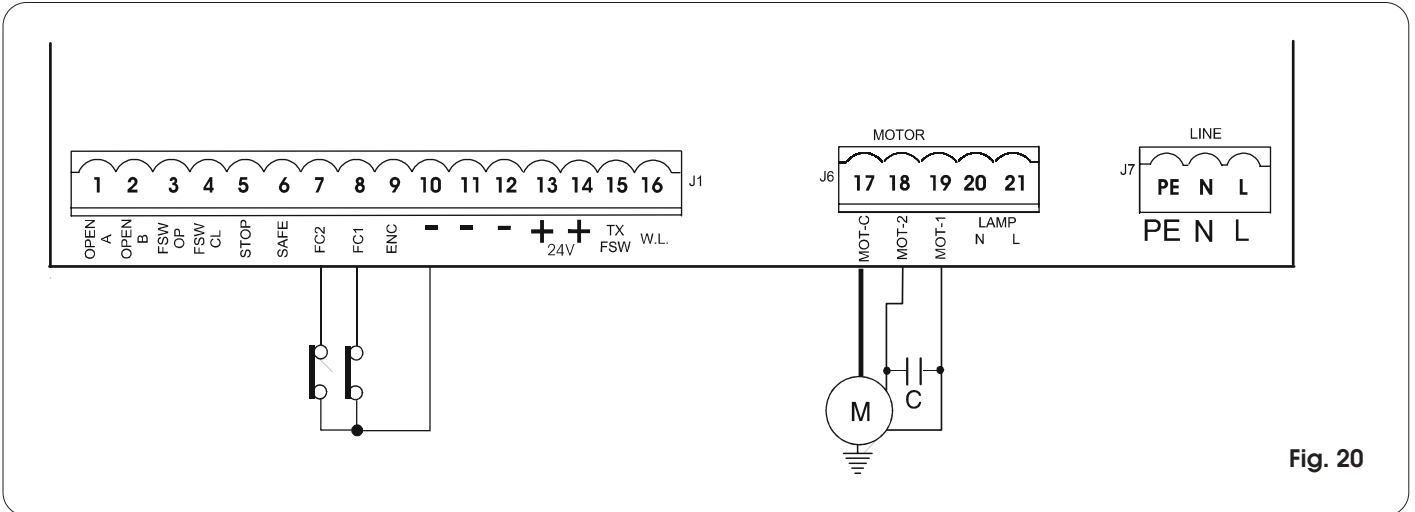 MOTOR
LINE
1 2 3 4 5 6 7 8 9 10 11 12 13 14 15 16
J1
J6
17 18 19 20 21
J7
PE N L
OPEN A
OPEN B
FSW OP
FSW CL
STOP
SAFE
FC2
FC1
ENC
- - - + +
24V
TX
FSW
W.L.
MOT-C
MOT-2
MOT-1
LAMP
N L
PE N L
M
C
Fig. 20